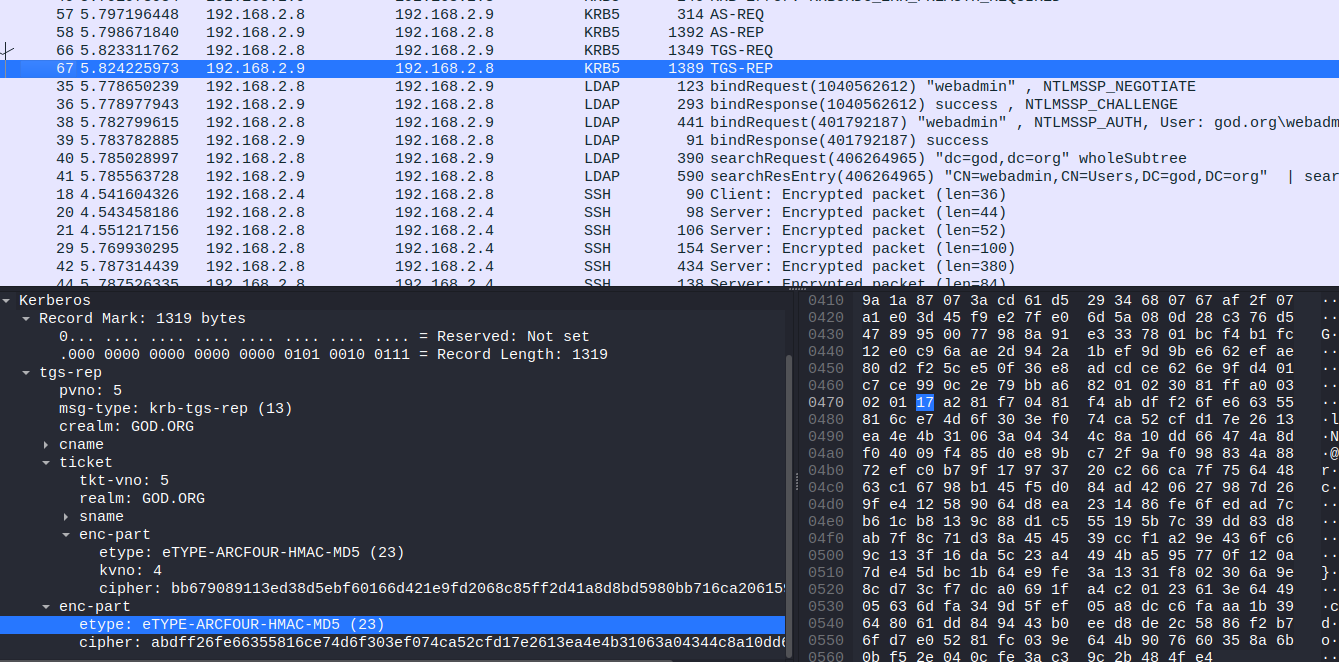 57 5.797196448 192.168.2.8 192.168.2.9 KRB5 314 AS-REQ
58 5.798671840 192.168.2.9 192.168.2.8 KRB5 1392 AS-REP
66 5.823311762 192.168.2.8 192.168.2.9 KRB5 1349 TGS-REQ
67 5.824225973 192.168.2.9 192.168.2.8 KRB5 1389 TGS-REP
35 5.778650239 192.168.2.8 192.168.2.9 LDAP 123 bindRequest(1040562612) "webadmin" , NTLMSSP_NEGOTIATE
36 5.778977943 192.168.2.9 192.168.2.8 LDAP 293 bindResponse(1040562612) success , NTLMSSP_CHALLENGE
38 5.782799615 192.168.2.8 192.168.2.9 LDAP 441 bindRequest(401792187) "webadmin" , NTLMSSP_AUTH, User: god.org\webadm
39 5.783782885 192.168.2.9 192.168.2.8 LDAP 91 bindResponse(401792187) success
40 5.785028997 192.168.2.8 192.168.2.9 LDAP 390 searchRequest(406264965) "dc=god,dc=org" wholeSubtree
41 5.785563728 192.168.2.9 192.168.2.8 LDAP 590 searchResEntry(406264965) "CN=webadmin,CN=Users,DC=god,DC=org" | sear
18 4.541604326 192.168.2.4 192.168.2.8 SSH 90 Client: Encrypted packet (len=36)
20 4.543458186 192.168.2.8 192.168.2.4 SSH 98 Server: Encrypted packet (len=44)
21 4.551217156 192.168.2.8 192.168.2.4 SSH 106 Server: Encrypted packet (len=52)
29 5.769930295 192.168.2.8 192.168.2.4 SSH 154 Server: Encrypted packet (len=100)
42 5.787314439 192.168.2.8 192.168.2.4 SSH 434 Server: Encrypted packet (len=380)
44 5.787526335 192.168.2.8 192.168.2.4 SSH 138 Server: Encrypted packet (len=84)
Kerberos
Record Mark: 1319 bytes
0... .... .... .... .... .... .... .... = Reserved: Not set
.000 0000 0000 0000 0000 0101 0010 0111 = Record Length: 1319
tgs-rep
pvno: 5
msg-type: krb-tgs-rep (13)
crealm: GOD.ORG
cname
ticket
tkt-vno: 5
realm: GOD.ORG
sname
enc-part
etype: eTYPE-ARCFOUR-HMAC-MD5 (23)
kvno: 4
cipher: bb679089113ed38d5ebf60166d421e9fd2068c85ff2d41a8d8bd5980bb716ca20615
enc-part
etype: eTYPE-ARCFOUR-HMAC-MD5 (23)
cipher: abdff26fe66355816ce74d6f303ef074ca52cfd17e2613ea4e4b31063a04344c8a10dd6
0410 9a 1a 87 07 3a cd 61 d5 29 34 68 07 67 af 2f 07 ··
0420 a1 e0 3d 45 f9 e2 7f e0 6d 5a 08 0d 28 c3 76 d5 ··
0430 47 89 95 00 77 98 8a 91 e3 33 78 01 bc f4 b1 fc G·
0440 12 e0 c9 6a ae 2d 94 2a 1b ef 9d 9b e6 62 ef ae ··
0450 80 d2 f2 5c e5 0f 36 e8 ad cd ce 62 6e 9f d4 01 ··
0460 c7 ce 99 0c 2e 79 bb a6 82 01 02 30 81 ff a0 03 ··
0470 02 01 17 a2 81 f7 04 81 f4 ab df f2 6f e6 63 55 ··
0480 81 6c e7 4d 6f 30 3e f0 74 ca 52 cf d1 7e 26 13 ·l
0490 ea 4e 4b 31 06 3a 04 34 4c 8a 10 dd 66 47 4a 8d ·N
04a0 f0 40 09 f4 85 d0 e8 9b c7 2f 9a f0 98 83 4a 88 ·@
04b0 72 ef c0 b7 9f 17 97 37 20 c2 66 ca 7f 75 64 48 r·
04c0 63 c1 67 98 b1 45 f5 d0 84 ad 42 06 27 98 7d 26 c·
04d0 9f e4 12 58 90 64 d8 ea 23 14 86 fe 6f ed ad 7c ··
04e0 b6 1c b8 13 9c 88 d1 c5 55 19 5b 7c 39 dd 83 d8 ··
04f0 ab 7f 8c 71 d3 8a 45 45 39 cc f1 a2 9e 43 6f c6 ··
0500 9c 13 3f 16 da 5c 23 a4 49 4b a5 95 77 0f 12 0a ··
0510 7d e4 5d bc 1b 64 e9 fe 3a 13 31 f8 02 30 6a 9e }·
0520 8c d7 3c f7 dc a0 69 1f a4 c2 01 23 61 3e 64 49 ··
0530 05 63 6d fa 34 9d 5f ef 05 a8 dc c6 fa aa 1b 39 ·c
0540 64 80 61 dd 84 94 43 b0 ee d8 de 2c 58 86 f2 b7 d·
0550 6f d7 e0 52 81 fc 03 9e 64 4b 90 76 60 35 8a 6b o·
0560 0b f5 2e 04 0c fe 3a c3 9c 2b 48 4f e4 ··